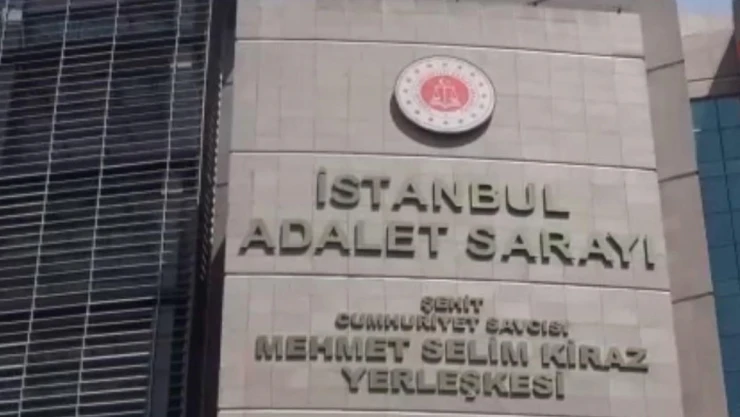 İSTANBUL
ADALET SARAYI
ŞEHİT
CUMHURİYET SAVCISI
MEHMET SELİM KİRAZ
YERLEŞKESİ